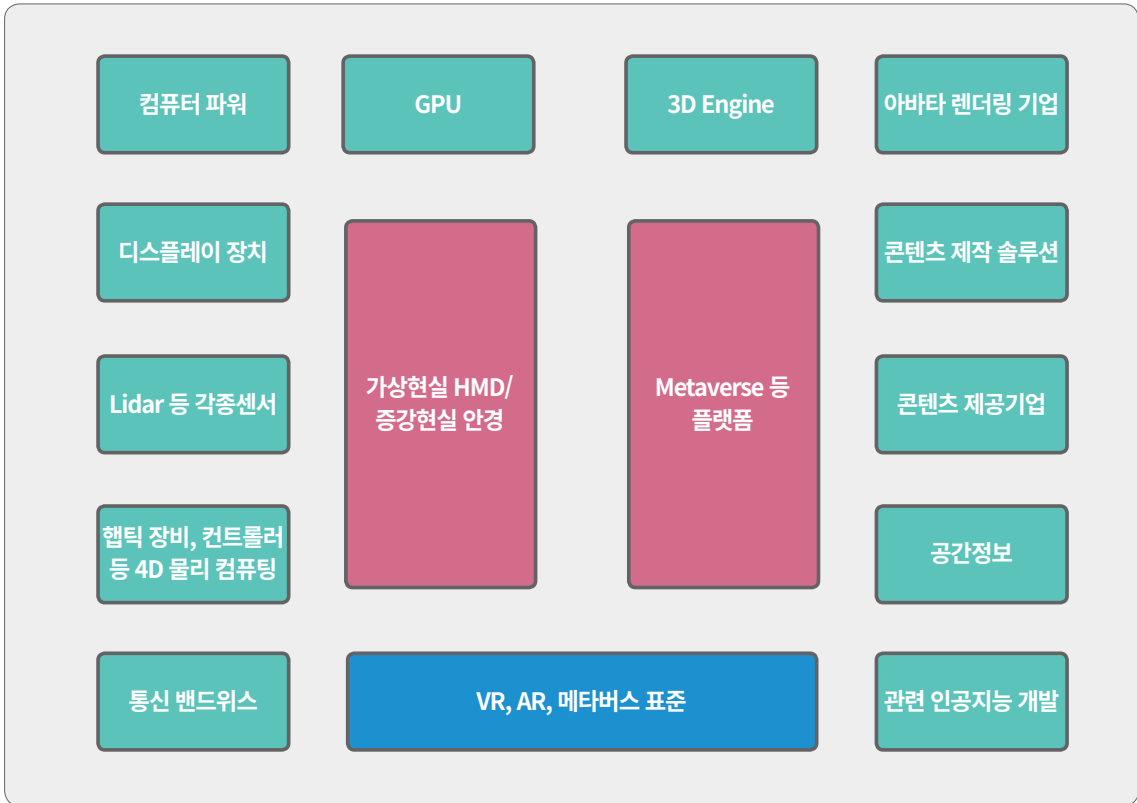 컴퓨터 파워
GPU
3D Engine
아바타 렌더링 기업
디스플레이 장치
콘텐츠 제작 솔루션
Lidar 등 각종센서
가상현실 HMD/
증강현실 안경
Metaverse 등
플랫폼
콘텐츠 제공기업
햅틱 장비, 컨트롤러
등 4D 물리 컴퓨팅
공간정보
통신 밴드위스
VR, AR, 메타버스 표준
관련 인공지능 개발